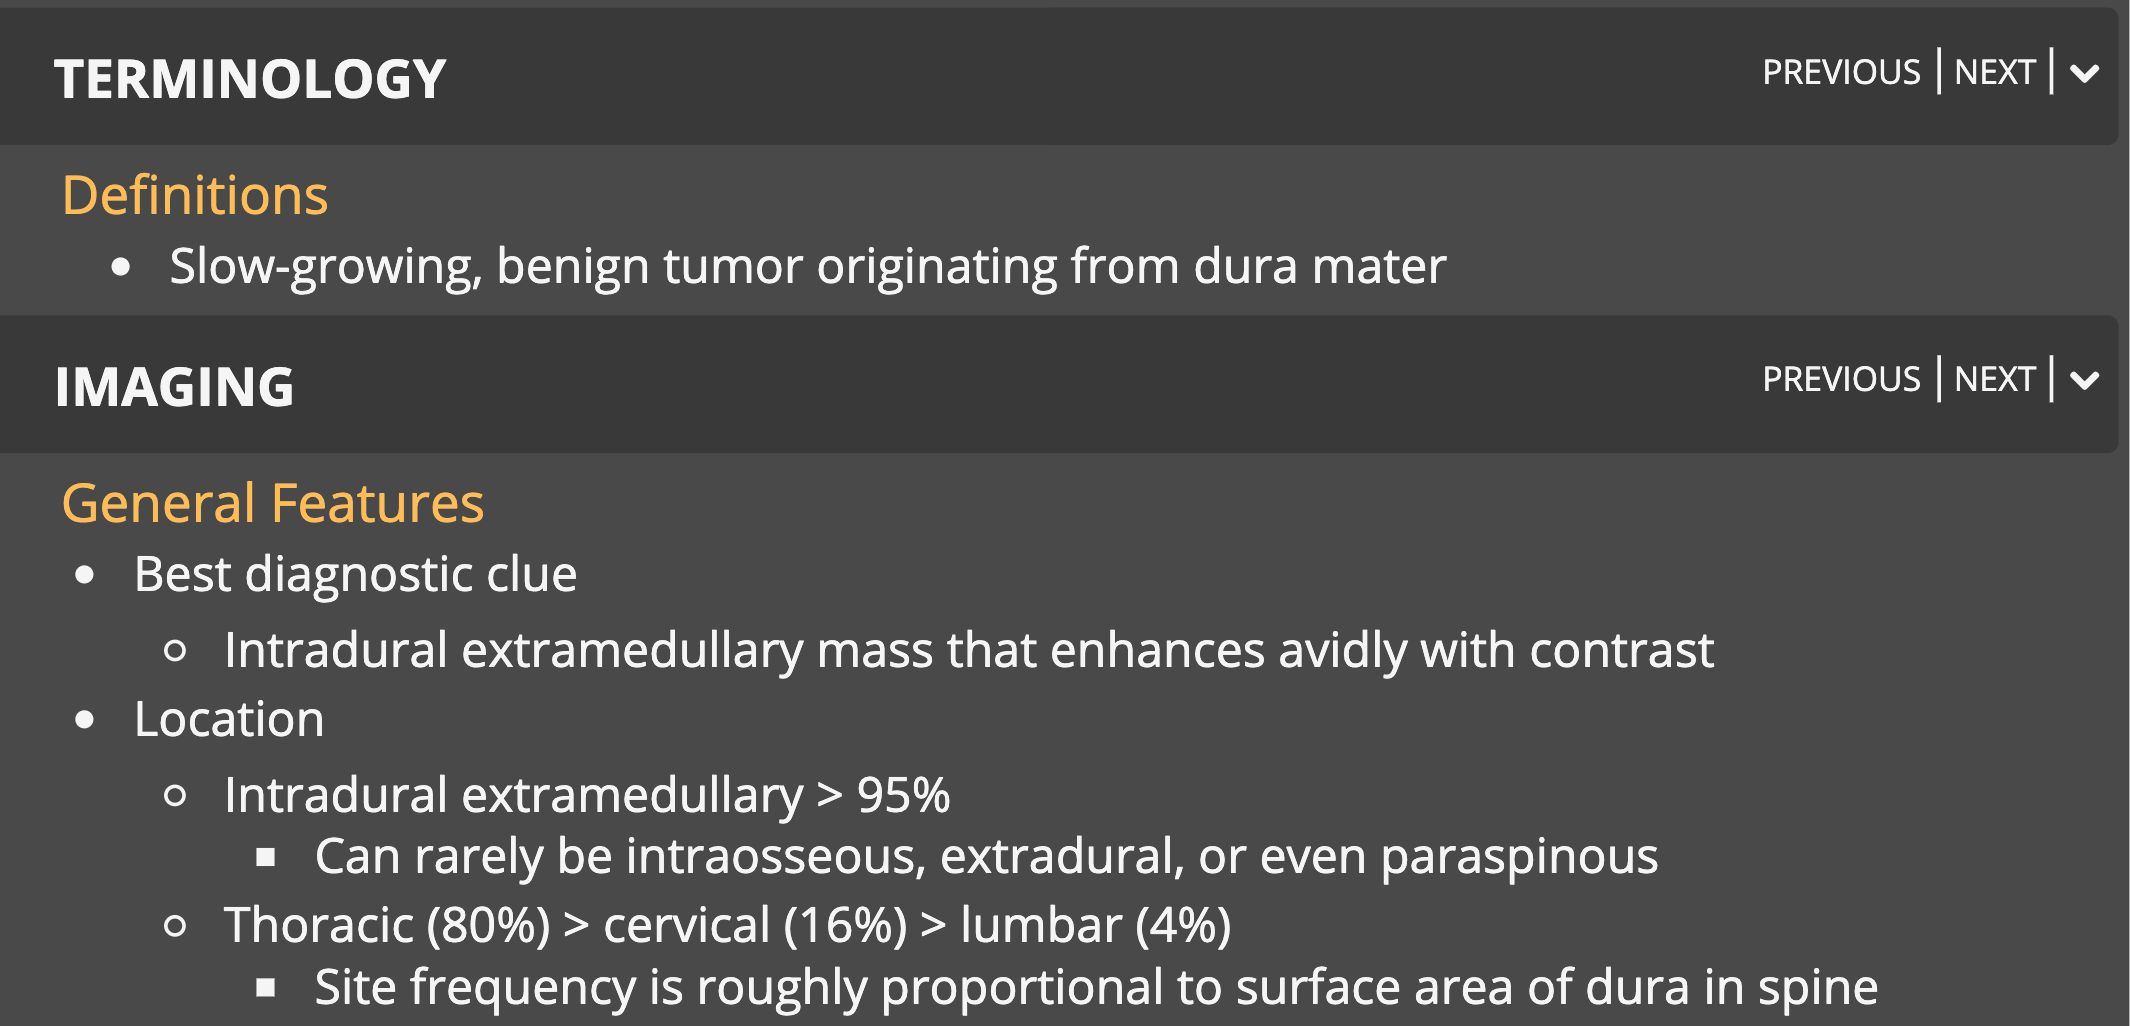 TERMINOLOGY
PREVIOUS | NEXT |
Definitions
• Slow-growing, benign tumor originating from dura mater
IMAGING
PREVIOUS | NEXT |
General Features
• Best diagnostic clue
○ Intradural extramedullary mass that enhances avidly with contrast
• Location
○ Intradural extramedullary > 95%
▪ Can rarely be intraosseous, extradural, or even paraspinous
○ Thoracic (80%) > cervical (16%) > lumbar (4%)
▪ Site frequency is roughly proportional to surface area of dura in spine